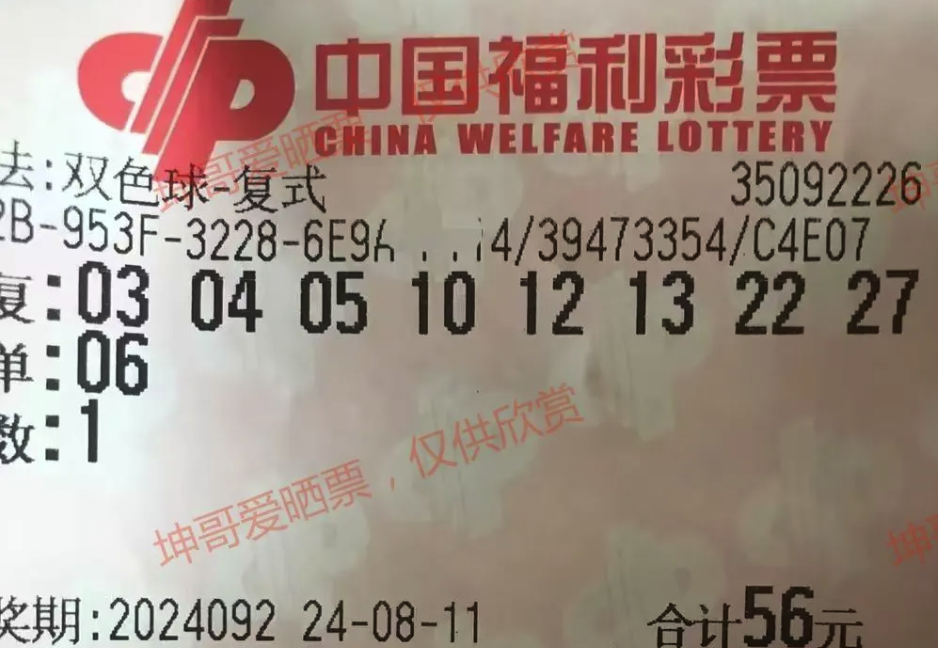 中国福利彩票
CHINA WELFARE LOTTERY
去:双色球-复式 35092226
2B-953F-3228-6E9A 4/39473354/C4E07
复:03 04 05 10 12 13 22 27
单:06
数:1
坤哥爱晒票,仅供欣赏
奖期:2024092 24-08-11 合计56元